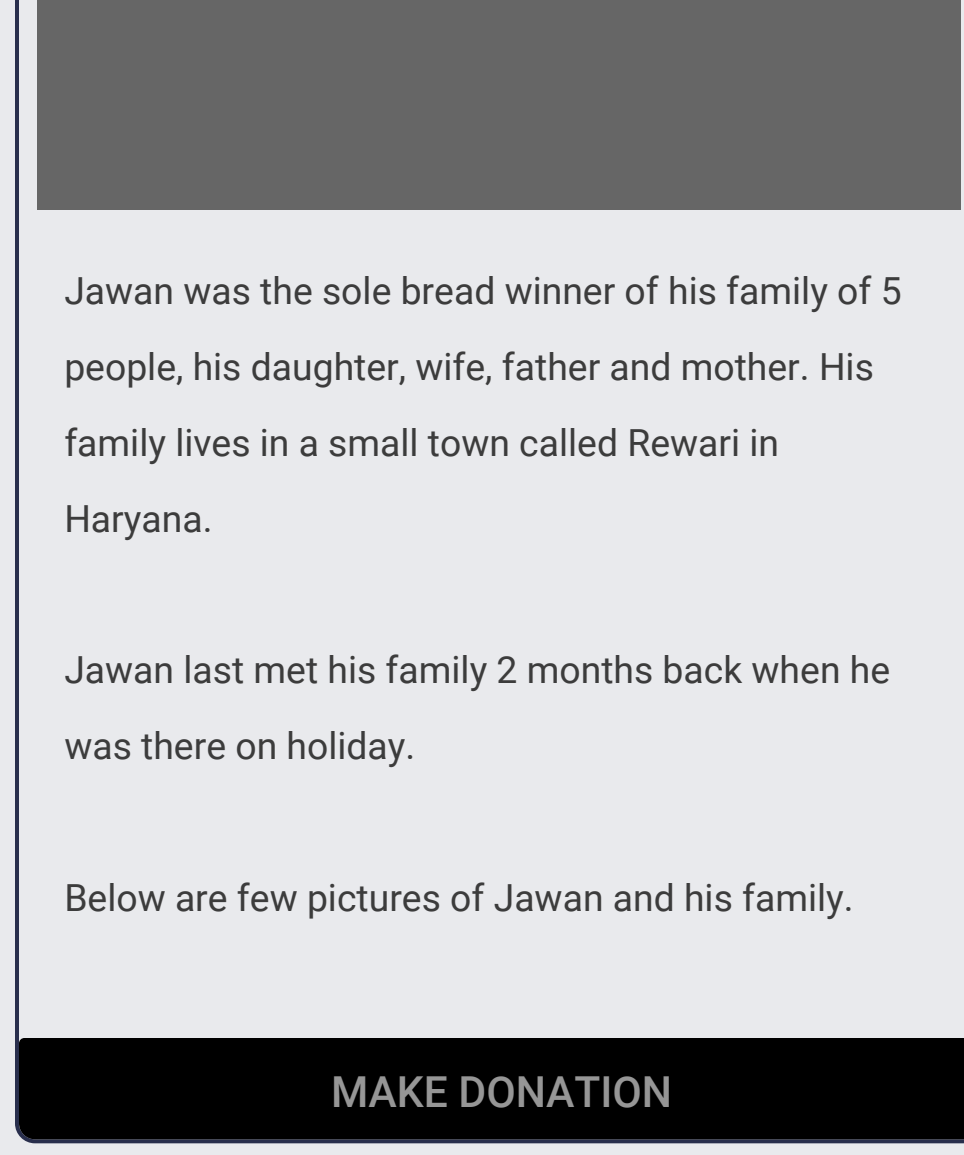 Jawan was the sole bread winner of his family of 5
people, his daughter, wife, father and mother. His
family lives in a small town called Rewari in
Haryana.
Jawan last met his family 2 months back when he
was there on holiday.
Below are few pictures of Jawan and his family.
MAKE DONATION